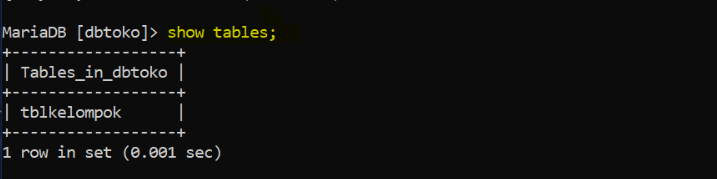 MariaDB [dbtoko]> show tables;
+------------------+
| Tables_in_dbtoko |
+------------------+
| tblkelompok      |
+------------------+
1 row in set (0.001 sec)